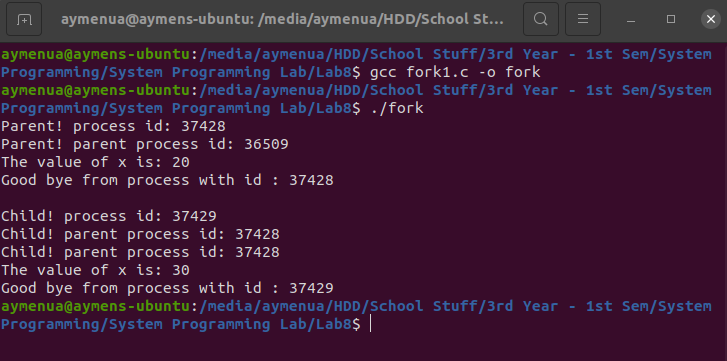 aymenua@aymens-ubuntu: /media/aymenua/HDD/School St...
aymenua@aymens-ubuntu:/media/aymenua/HDD/School Stuff/3rd Year - 1st Sem/System
Programming/System Programming Lab/Lab8$ gcc fork1.c -o fork
aymenua@aymens-ubuntu:/media/aymenua/HDD/School Stuff/3rd Year - 1st Sem/System
Programming/System Programming Lab/Lab8$ ./fork
Parent! process id: 37428
Parent! parent process id: 36509
The value of x is: 20
Good bye from process with id : 37428

Child! process id: 37429
Child! parent process id: 37428
Child! parent process id: 37428
The value of x is: 30
Good bye from process with id : 37429
aymenua@aymens-ubuntu:/media/aymenua/HDD/School Stuff/3rd Year - 1st Sem/System
Programming/System Programming Lab/Lab8$